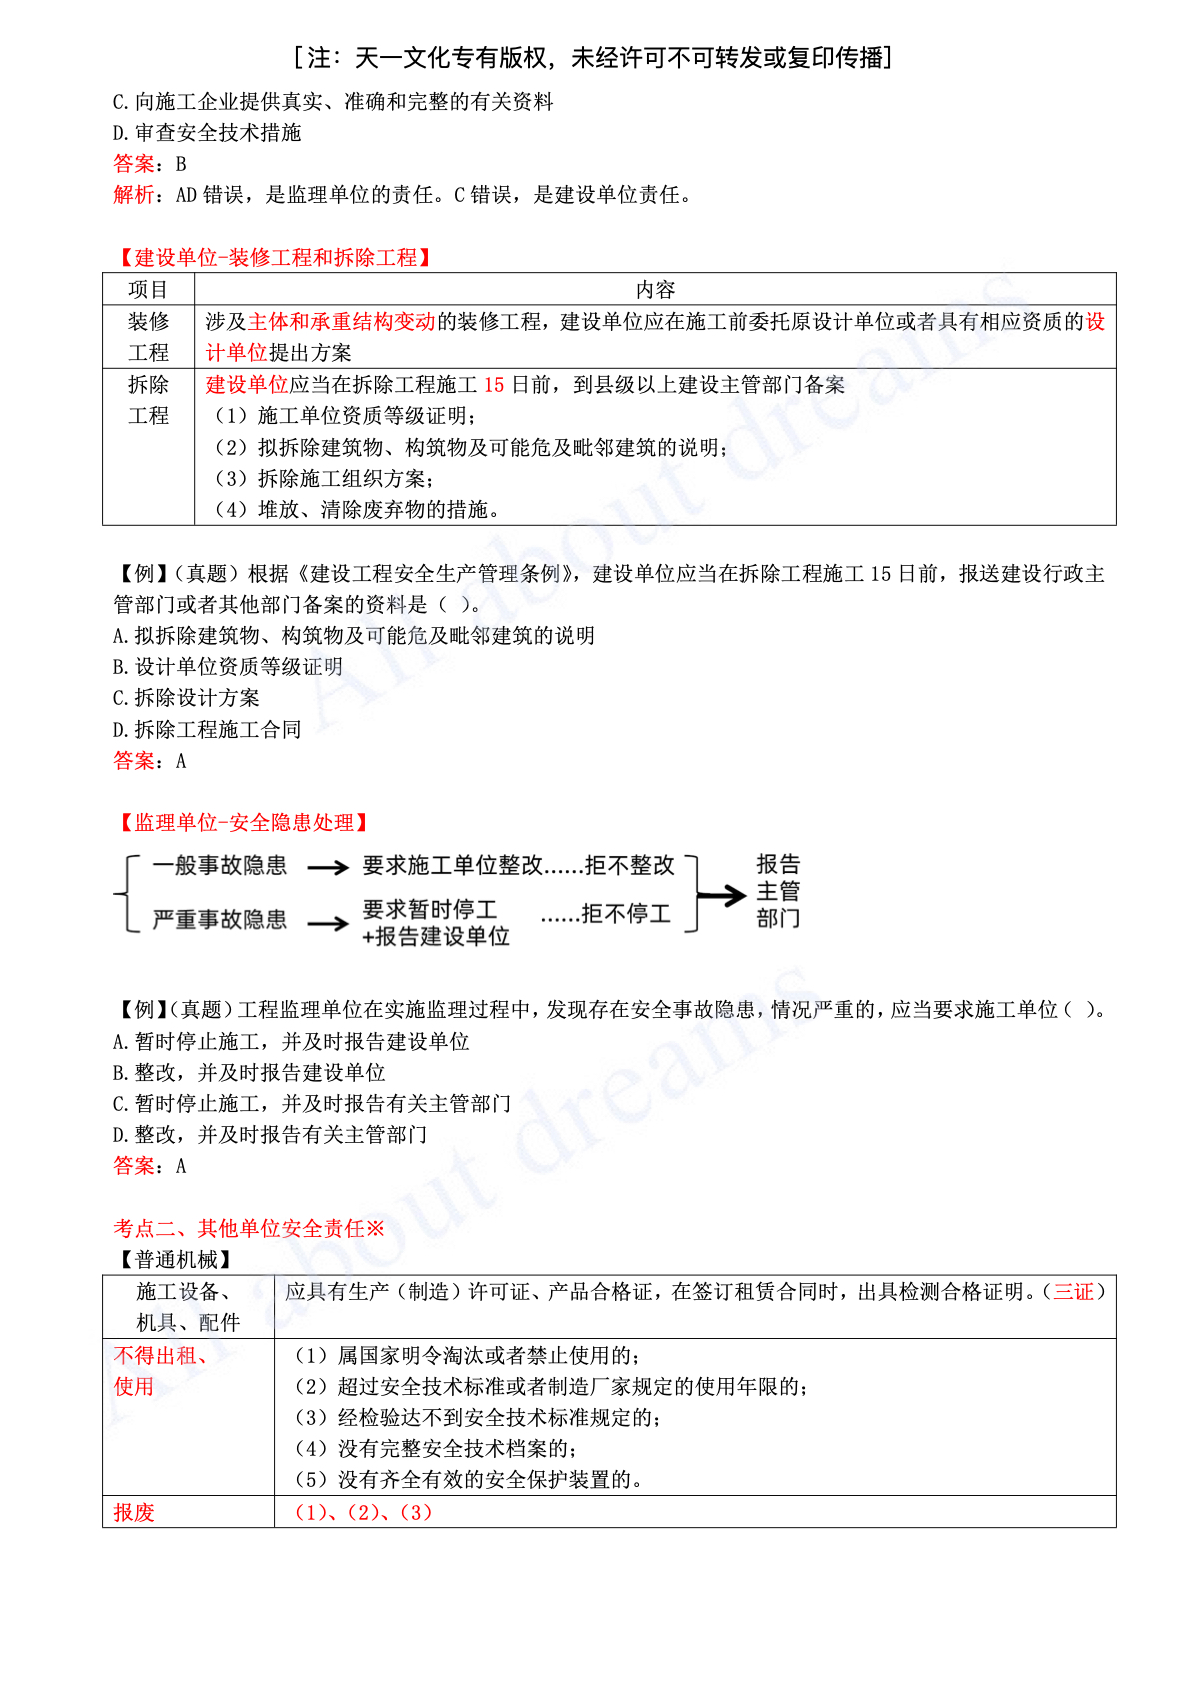 [注：天一文化专有版权，未经许可不可转发或复印传播]
C.向施工企业提供真实、准确和完整的有关资料
D.审查安全技术措施
答案：B
解析：AD 错误，是监理单位的责任。C 错误，是建设单位责任。
【建设单位-装修工程和拆除工程】
项目 内容
装修 涉及主体和承重结构变动的装修工程，建设单位应在施工前委托原设计单位或者具有相应资质的设
工程 计单位提出方案
拆除 建设单位应当在拆除工程施工 15 日前，到县级以上建设主管部门备案
工程 （1）施工单位资质等级证明；
（2）拟拆除建筑物、构筑物及可能危及毗邻建筑的说明；
（3）拆除施工组织方案；
（4）堆放、清除废弃物的措施。
【例】（真题）根据《建设工程安全生产管理条例》，建设单位应当在拆除工程施工 15 日前，报送建设行政主
管部门或者其他部门备案的资料是（ ）。
A.拟拆除建筑物、构筑物及可能危及毗邻建筑的说明
B.设计单位资质等级证明
C.拆除设计方案
D.拆除工程施工合同
答案：A
【监理单位-安全隐患处理】
一般事故隐患 要求施工单位整改……拒不整改
严重事故隐患 要求暂时停工 ……拒不停工
+报告建设单位
报告
主管
部门
【例】（真题）工程监理单位在实施监理过程中，发现存在安全事故隐患，情况严重的，应当要求施工单位（ ）。
A.暂时停止施工，并及时报告建设单位
B.整改，并及时报告建设单位
C.暂时停止施工，并及时报告有关主管部门
D.整改，并及时报告有关主管部门
答案：A
考点二、其他单位安全责任※
【普通机械】
施工设备、 应具有生产（制造）许可证、产品合格证，在签订租赁合同时，出具检测合格证明。（三证）
机具、配件
不得出租、 （1）属国家明令淘汰或者禁止使用的；
使用 （2）超过安全技术标准或者制造厂家规定的使用年限的；
（3）经检验达不到安全技术标准规定的；
（4）没有完整安全技术档案的；
（5）没有齐全有效的安全保护装置的。
报废 （1）、（2）、（3）
All about dreams
All about dreams